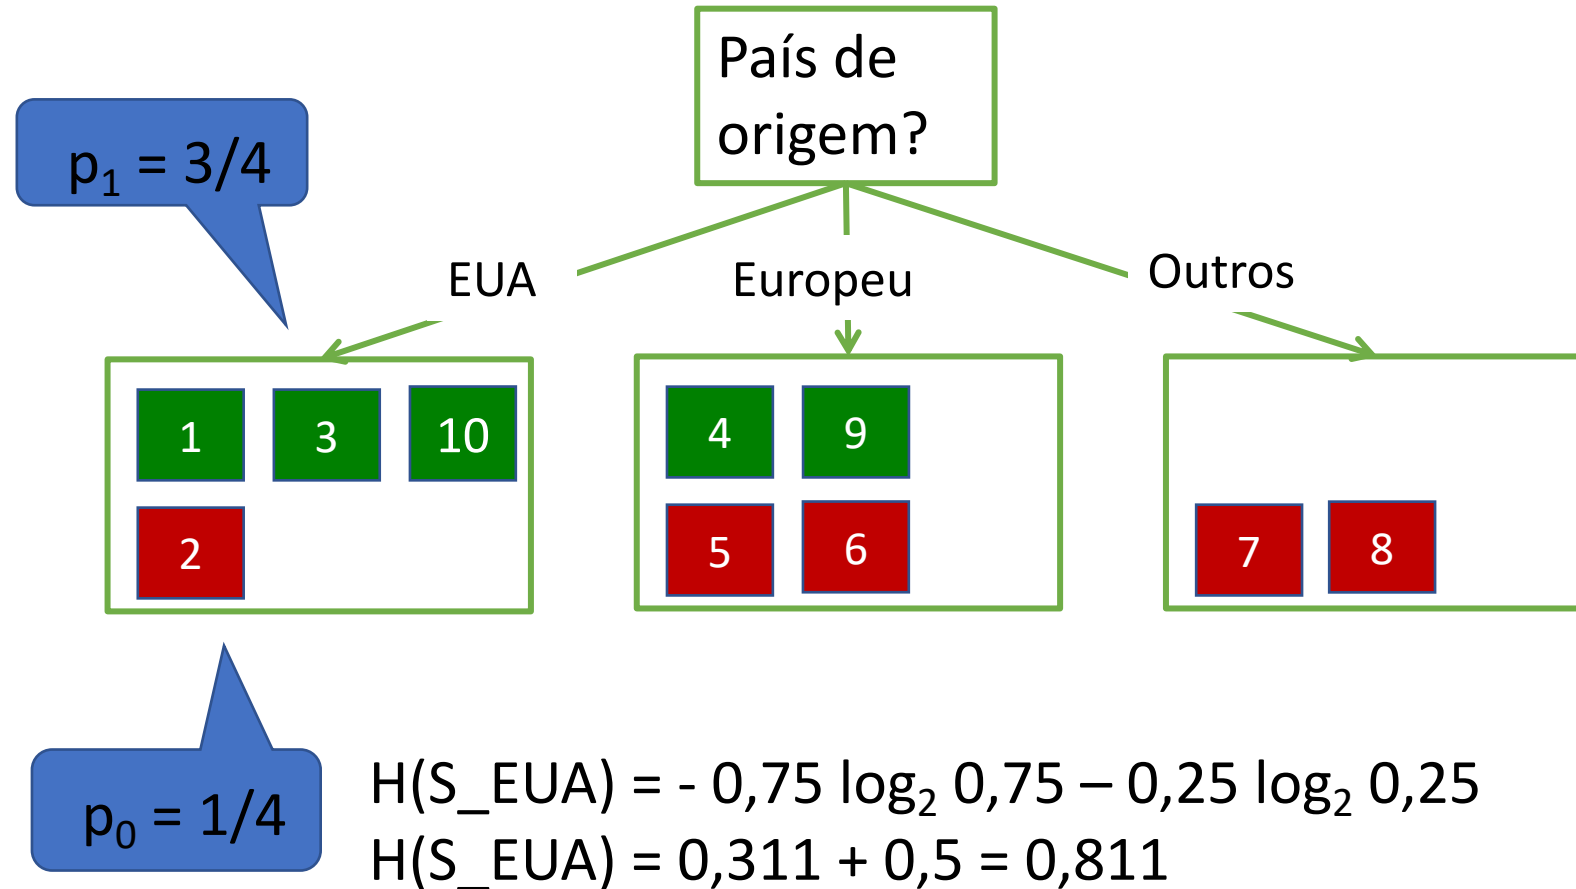 País de
origem?
p₁ = 3/4
EUA
Europeu
Outros
1 3 10
4 9
2
5 6
7 8
p₀ = 1/4
H(S_EUA) = - 0,75 log₂ 0,75 – 0,25 log₂ 0,25
H(S_EUA) = 0,311 + 0,5 = 0,811